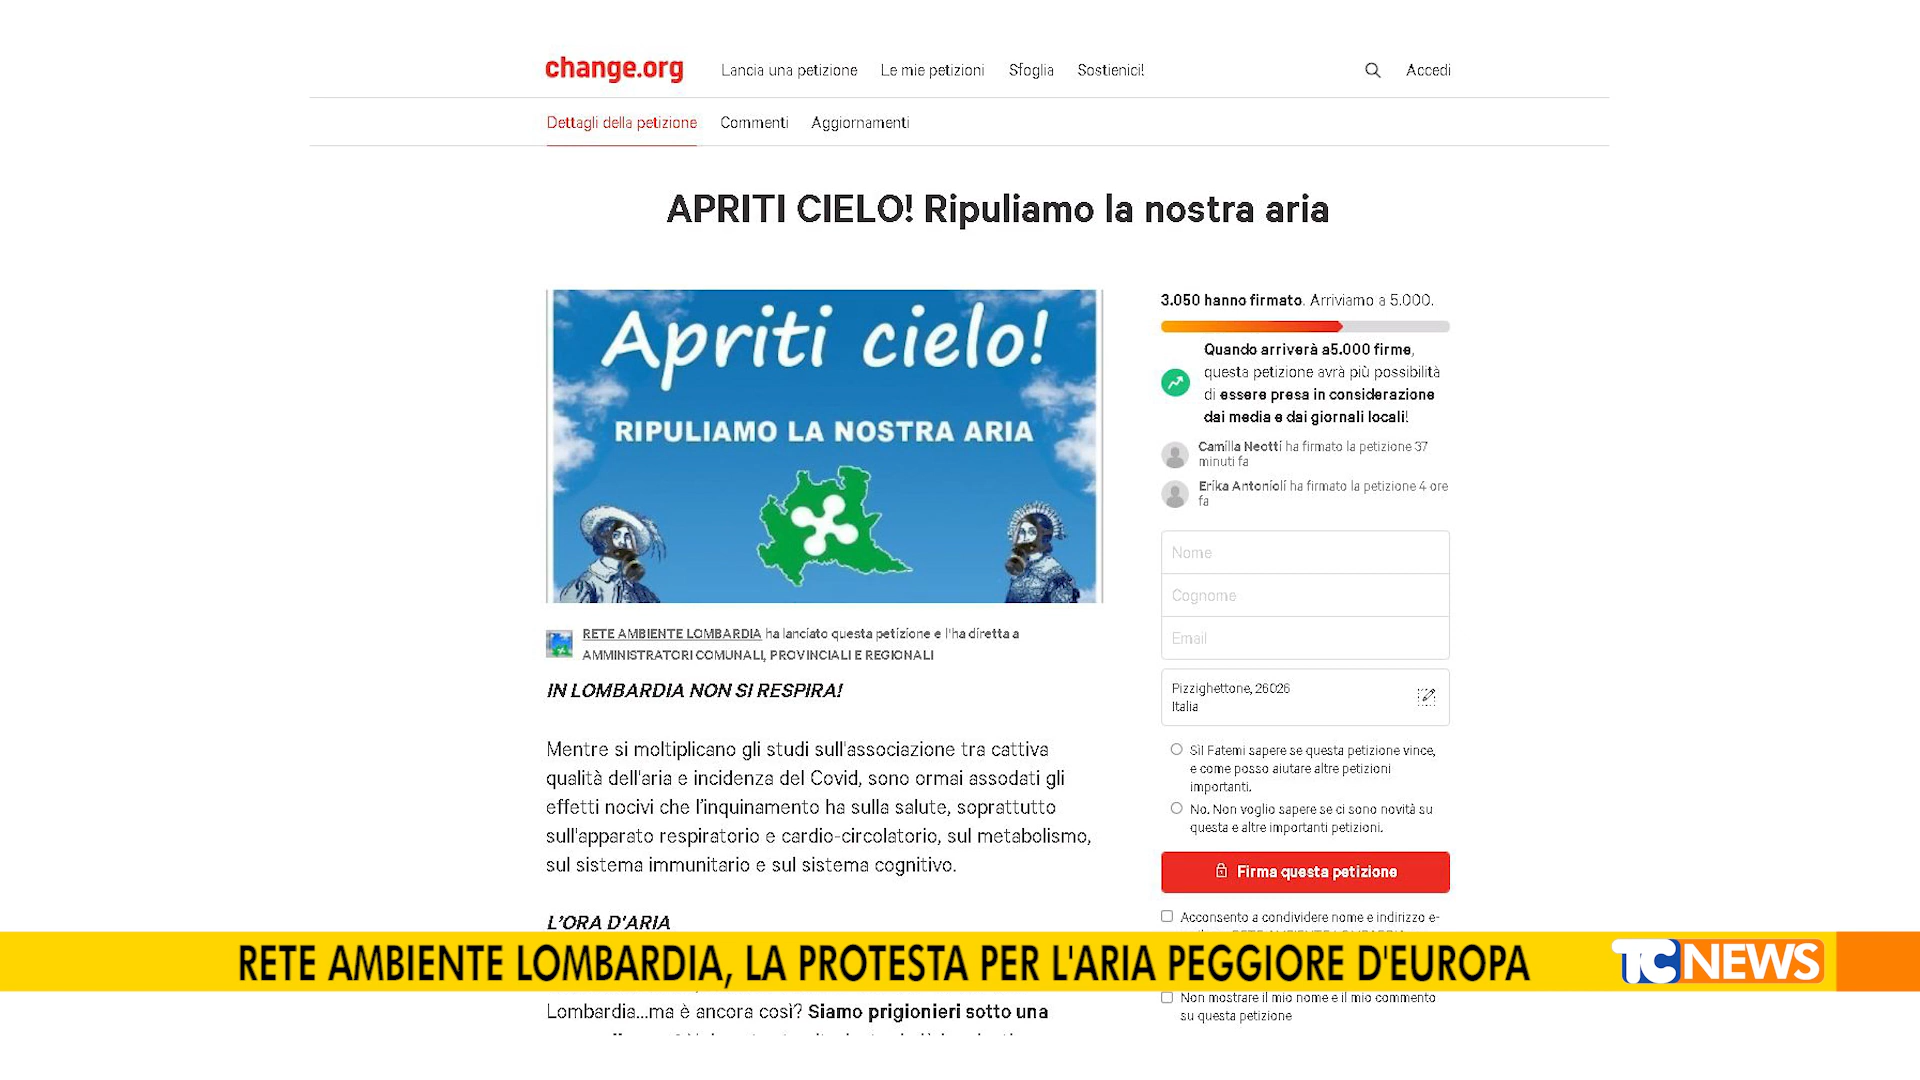 change.org Lancia una petizione Le mie petizioni Sfoglia Sostienici! Accedi
Dettagli della petizione Commenti Aggiornamenti
APRITI CIELO! Ripuliamo la nostra aria
Apriti cielo!
RIPULIAMO LA NOSTRA ARIA
RETE AMBIENTE LOMBARDIA ha lanciato questa petizione e l'ha diretta a
AMMINISTRATORI COMUNALI, PROVINCIALI E REGIONALI
IN LOMBARDIA NON SI RESPIRA!
Mentre si moltiplicano gli studi sull'associazione tra cattiva
qualità dell'aria e incidenza del Covid, sono ormai assodati gli
effetti nocivi che l’inquinamento ha sulla salute, soprattutto
sull'apparato respiratorio e cardio-circolatorio, sul metabolismo,
sul sistema immunitario e sul sistema cognitivo.
L’ORA D'ARIA
Lombardia...ma è ancora così? Siamo prigionieri sotto una
3.050 hanno firmato. Arriviamo a 5.000.
Quando arriverà a5.000 firme,
questa petizione avrà più possibilità
di essere presa in considerazione
dai media e dai giornali locali!
Camilla Neotti ha firmato la petizione 37
minuti fa
Erika Antonioli ha firmato la petizione 4 ore
fa
Nome
Cognome
Email
Pizzighettone, 26026
Italia
Sì! Fatemi sapere se questa petizione vince,
e come posso aiutare altre petizioni
importanti.
No. Non voglio sapere se ci sono novità su
questa e altre importanti petizioni.
Firma questa petizione
Acconsento a condividere nome e indirizzo e-
Non mostrare il mio nome e il mio commento
su questa petizione
RETE AMBIENTE LOMBARDIA, LA PROTESTA PER L'ARIA PEGGIORE D'EUROPA
TC NEWS